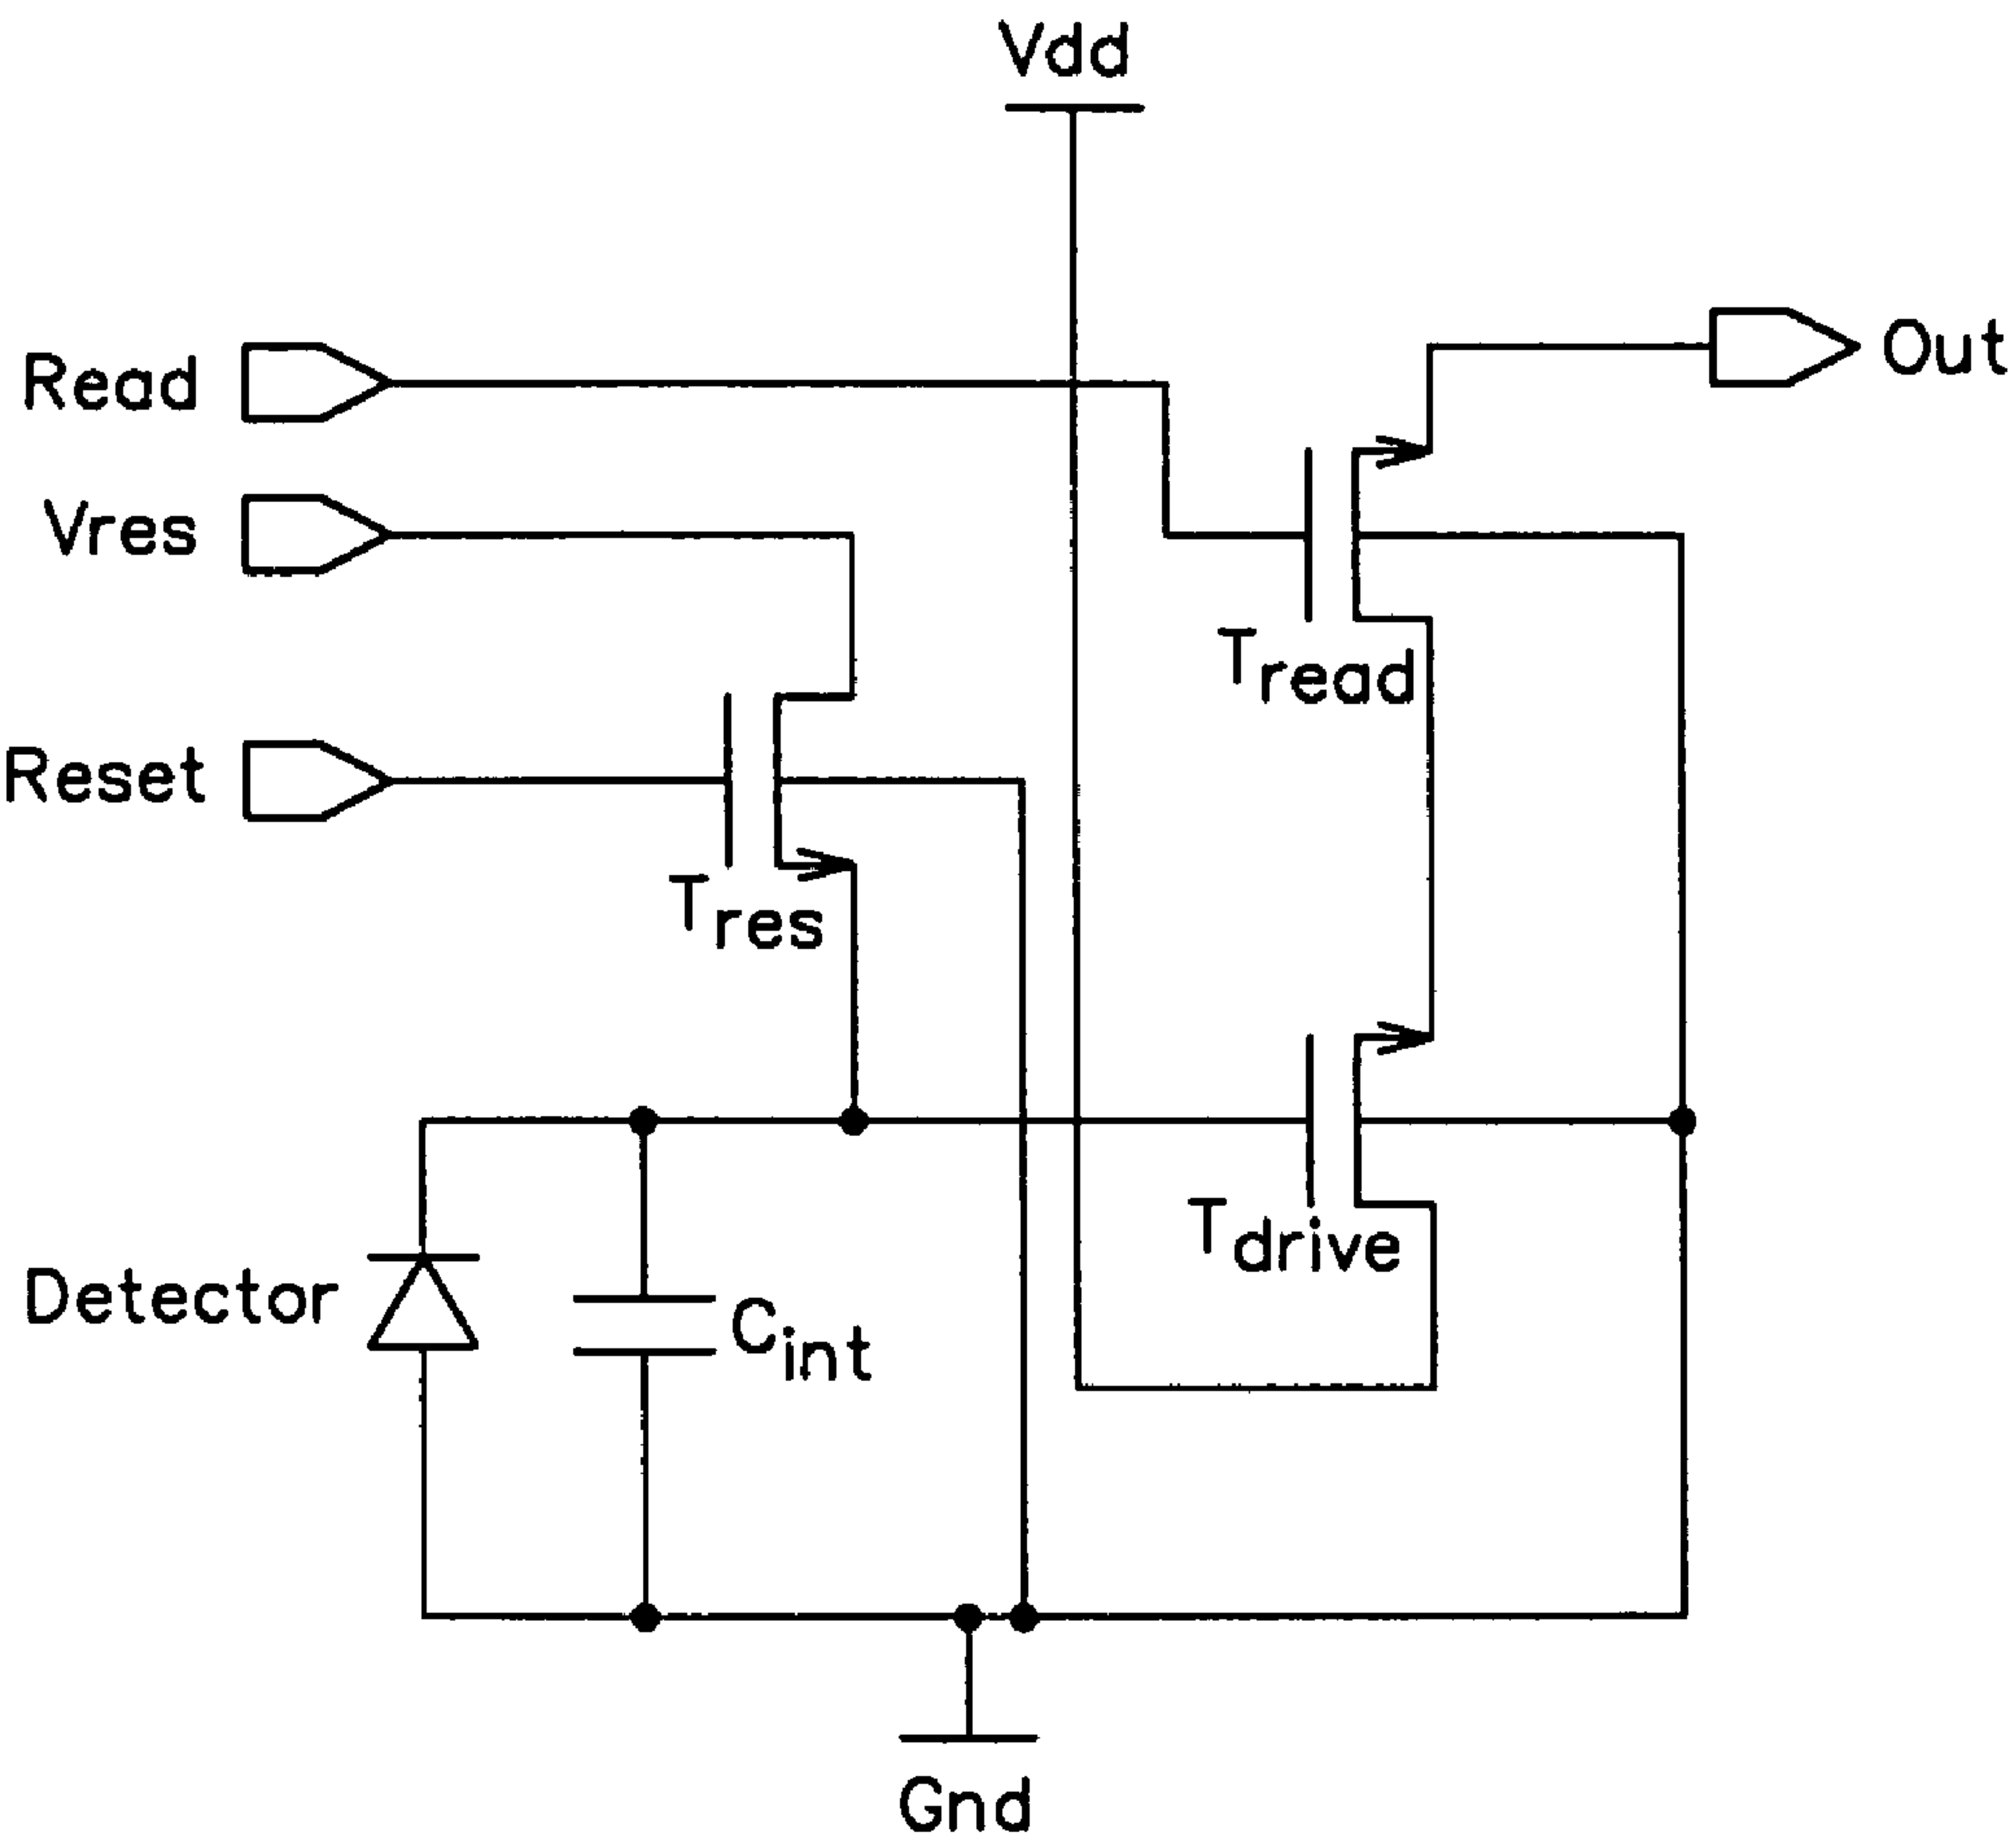 Vdd
Out
Read
Vres
Tread
Reset
Tres
Tdrive
Detector
Cint
Gnd